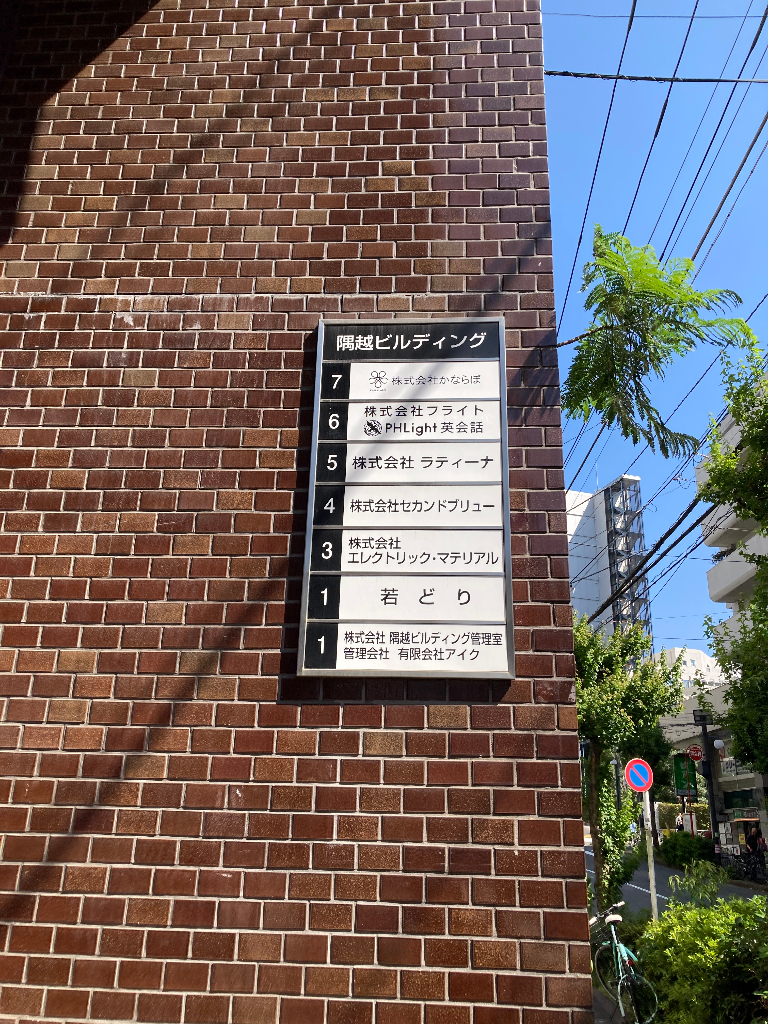 隅越ビルディング
7 株式会社かならぼ
6 株式会社フライト
PHLight 英会話
5 株式会社 ラティーナ
4 株式会社セカンドブリュー
3 株式会社
エレクトリック・マテリアル
1 若どり
1 株式会社 隅越ビルディング管理室
管理会社 有限会社アイク